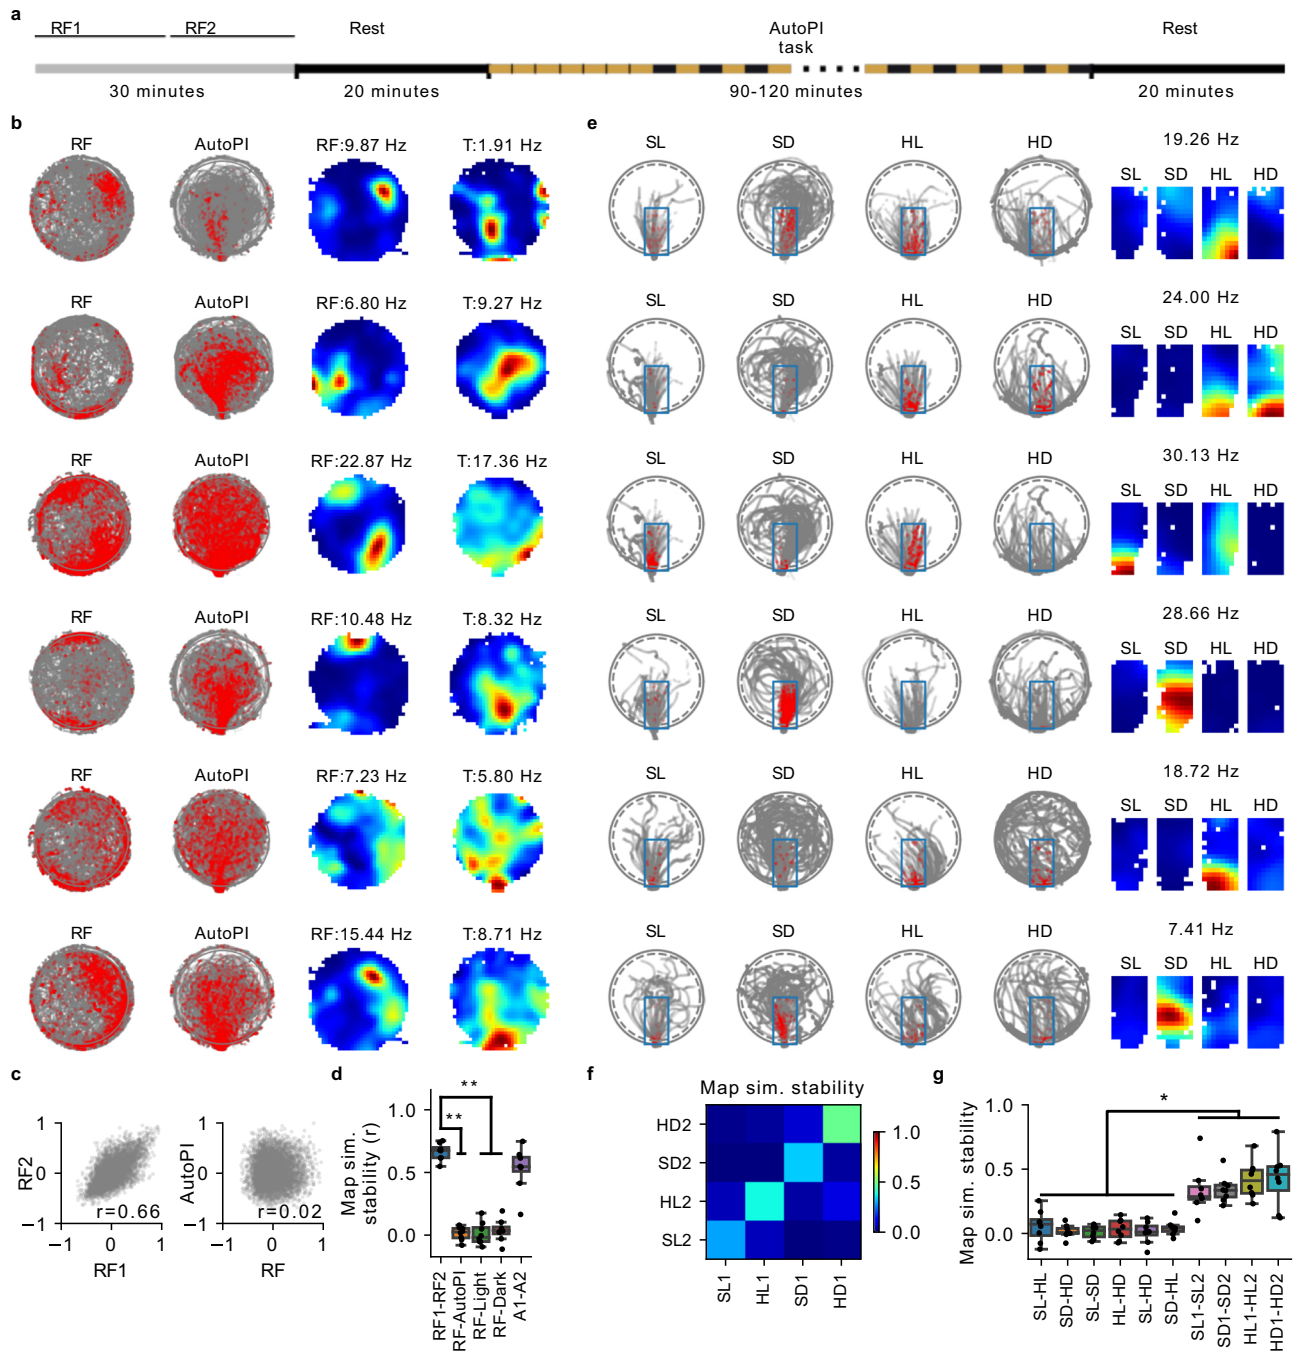 a
RF1 RF2 Rest AutoPI task Rest
30 minutes 20 minutes 90-120 minutes 20 minutes
b
RF AutoPI RF:9.87 Hz T:1.91 Hz
RF AutoPI RF:6.80 Hz T:9.27 Hz
RF AutoPI RF:22.87 Hz T:17.36 Hz
RF AutoPI RF:10.48 Hz T:8.32 Hz
RF AutoPI RF:7.23 Hz T:5.80 Hz
RF AutoPI RF:15.44 Hz T:8.71 Hz
e
SL SD HL HD 19.26 Hz
SL SD HL HD
SL SD HL HD 24.00 Hz
SL SD HL HD
SL SD HL HD 30.13 Hz
SL SD HL HD
SL SD HL HD 28.66 Hz
SL SD HL HD
SL SD HL HD 18.72 Hz
SL SD HL HD
SL SD HL HD 7.41 Hz
SL SD HL HD
c
RF2
1
0
−1
r=0.66
−1 0 1
RF1
AutoPI
1
0
−1
r=0.02
−1 0 1
RF
d
Map sim.
stability (r)
1.0
0.5
0.0
**
**
RF1-RF2
RF-AutoPI
RF-Light
RF-Dark
A1-A2
f
Map sim. stability
HD2
SD2
HL2
SL2
SL1
HL1
SD1
HD1
1.0
0.5
0.0
g
Map sim. stability
1.0
0.5
0.0
*
SL-HL
SD-HD
SL-SD
HL-HD
SL-HD
SD-HL
SL1-SL2
SD1-SD2
HL1-HL2
HD1-HD2